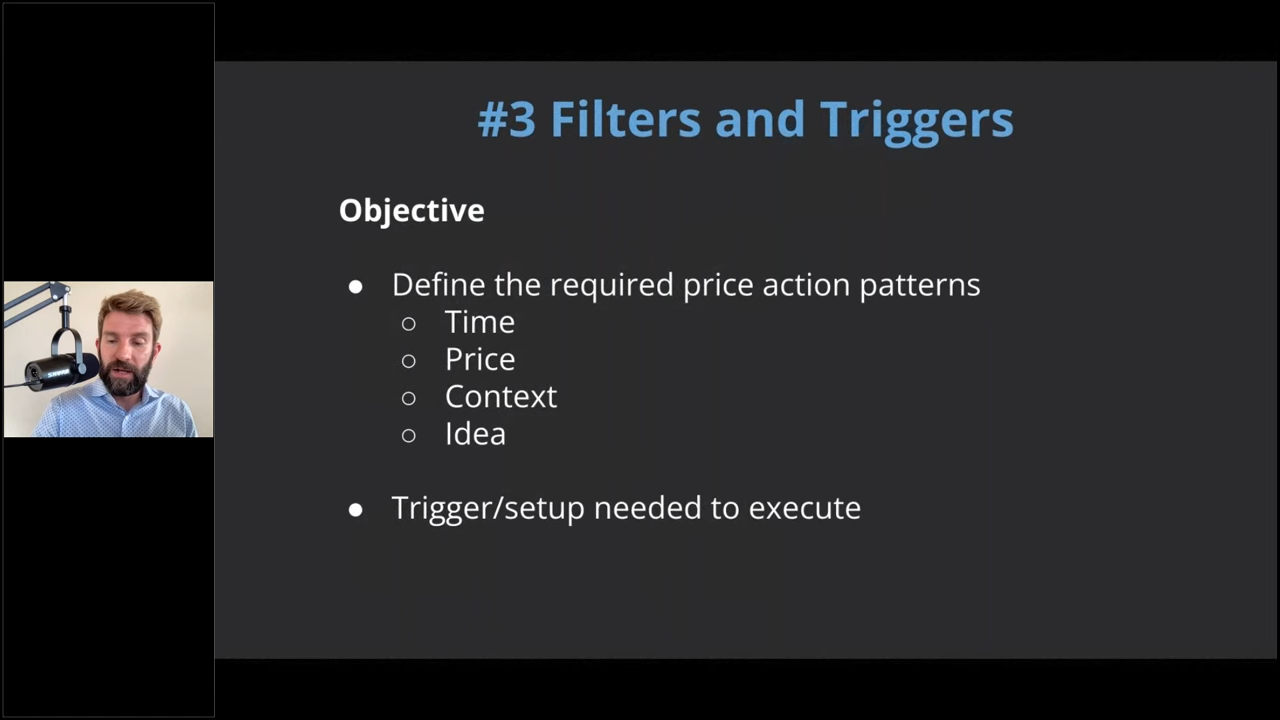 #3 Filters and Triggers
Objective
● Define the required price action patterns
○ Time
○ Price
○ Context
○ Idea
● Trigger/setup needed to execute
SHURE